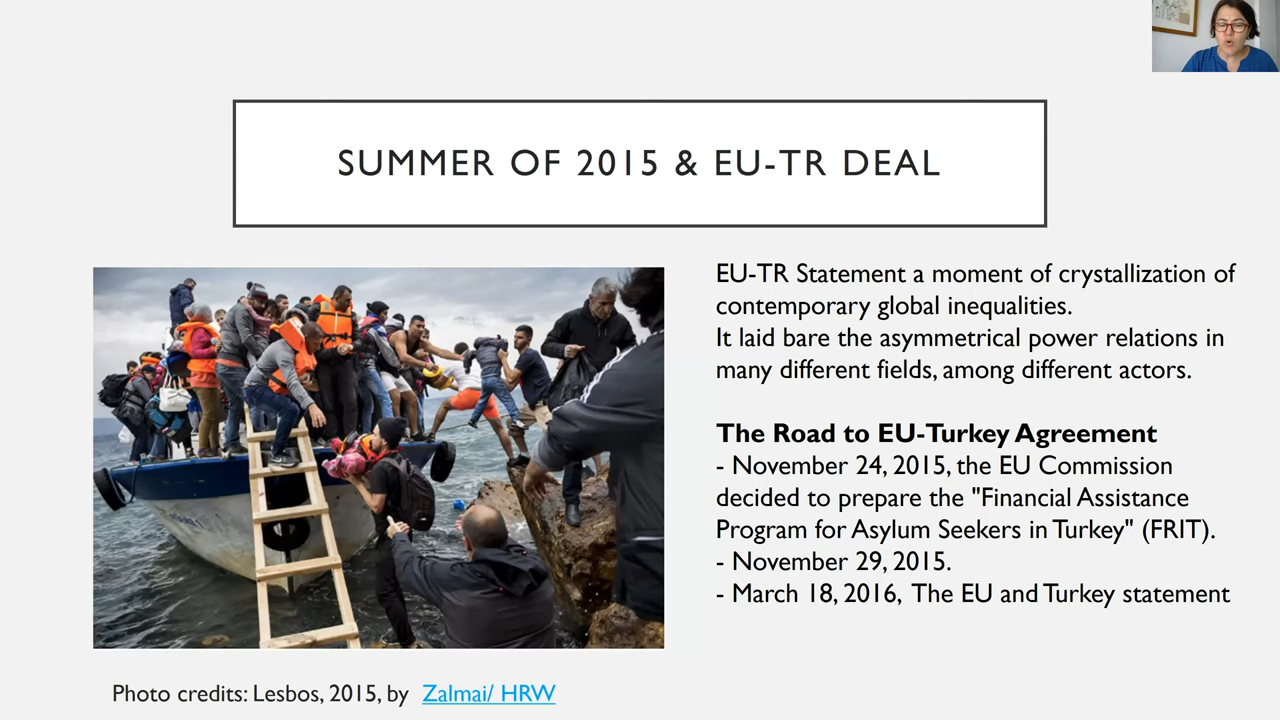 SUMMER OF 2015 & EU-TR DEAL
EU-TR Statement a moment of crystallization of
contemporary global inequalities.
It laid bare the asymmetrical power relations in
many different fields, among different actors.
The Road to EU-Turkey Agreement
- November 24, 2015, the EU Commission
decided to prepare the "Financial Assistance
Program for Asylum Seekers in Turkey" (FRIT).
- November 29, 2015.
- March 18, 2016, The EU and Turkey statement
Photo credits: Lesbos, 2015, by Zalmai/ HRW